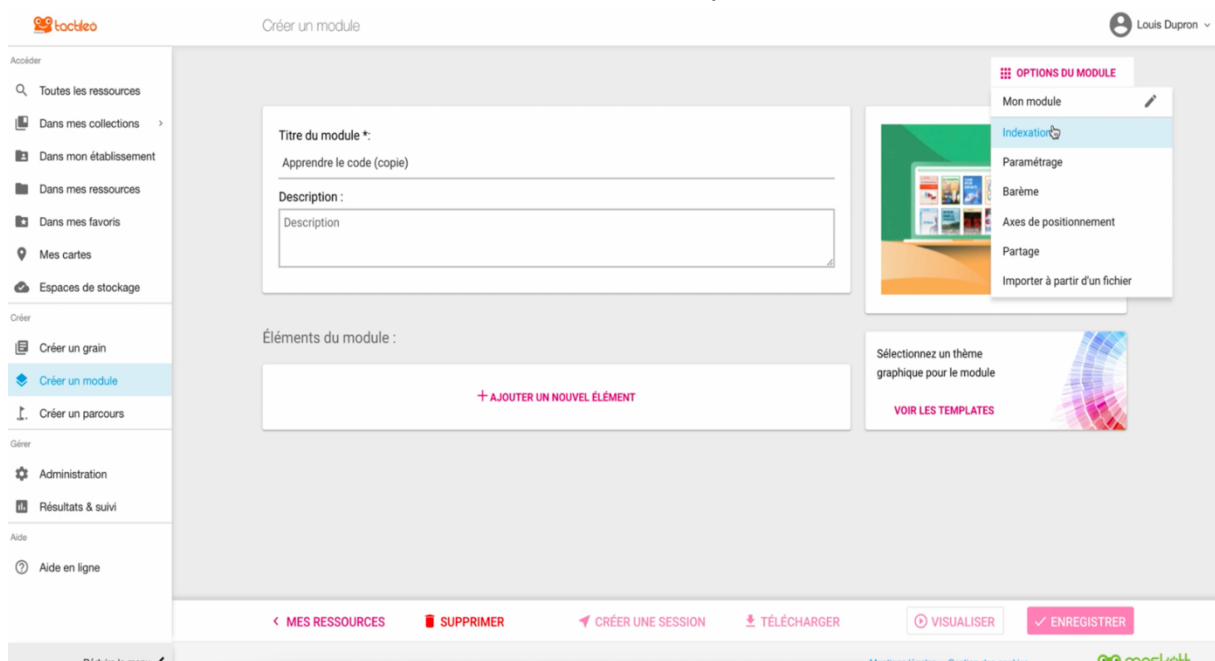 tactileo
Créer un module
Louis Dupron
Accéder
Toutes les ressources
Dans mes collections
Dans mon établissement
Dans mes ressources
Dans mes favoris
Mes cartes
Espaces de stockage
Créer
Créer un grain
Créer un module
Créer un parcours
Gérer
Administration
Résultats & suivi
Aide
Aide en ligne
OPTIONS DU MODULE
Mon module
Indexation
Paramétrage
Barème
Axes de positionnement
Partage
Importer à partir d'un fichier
Titre du module *:
Apprendre le code (copie)
Description :
Description
Éléments du module :
+ AJOUTER UN NOUVEL ÉLÉMENT
Sélectionnez un thème
graphique pour le module
VOIR LES TEMPLATES
< MES RESSOURCES
SUPPRIMER
CRÉER UNE SESSION
TÉLÉCHARGER
VISUALISER
ENREGISTRER